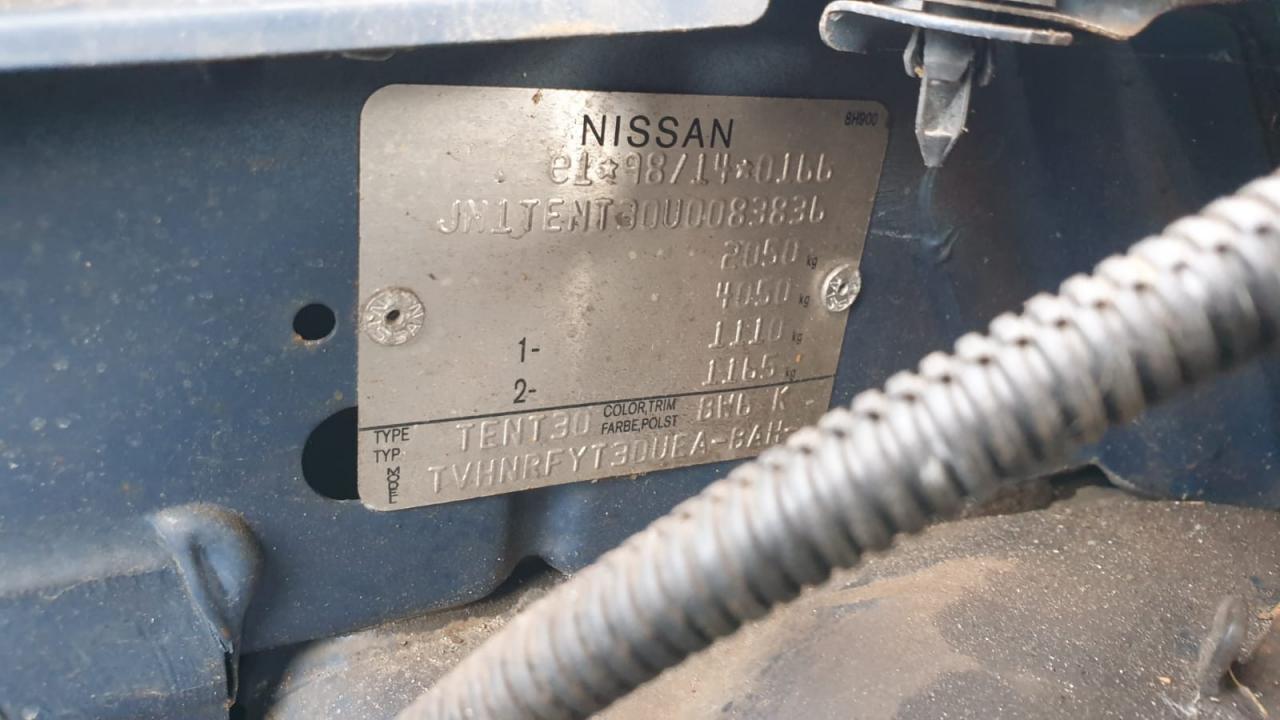 NISSAN 8H900
e1*98/14*0166
JN1TENT30U0083836
2050 kg
4050 kg
1- 1110 kg
2- 1165 kg
TYPE TYP TENT30 COLOR,TRIM FARBE,POLST BW6 K -
MODEL TVHNRFYT30UEA-BAH-